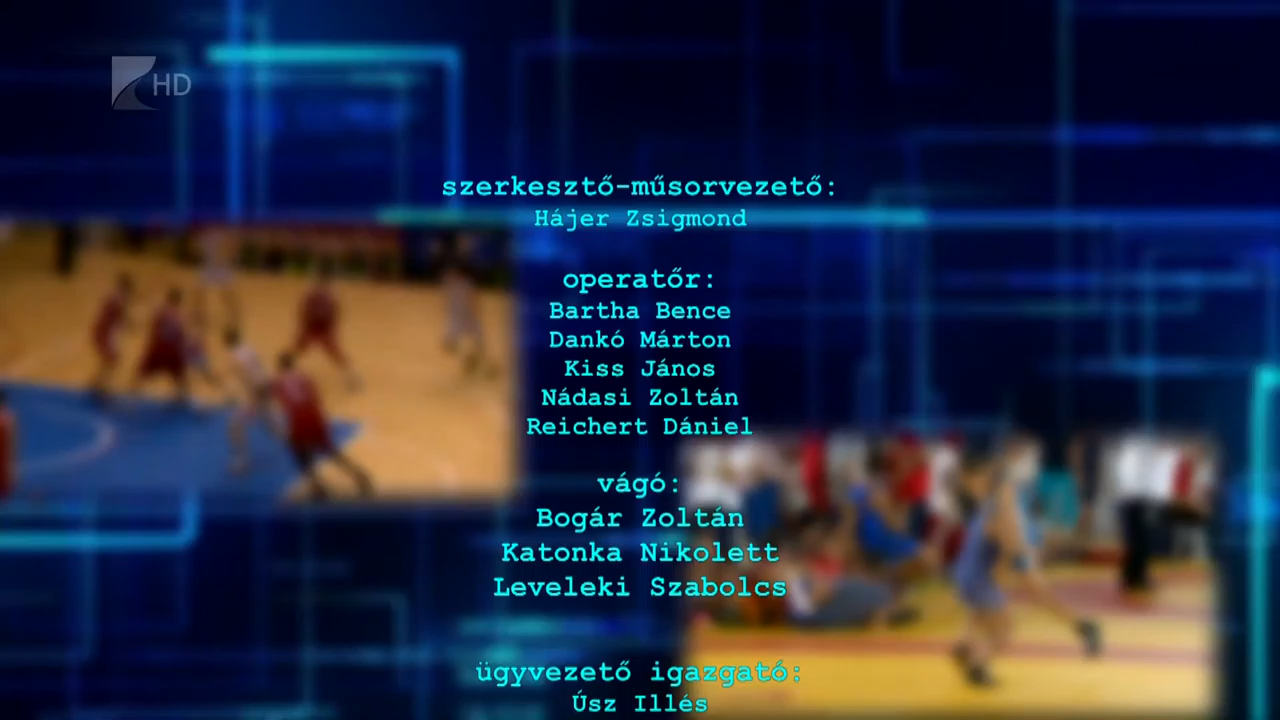 HD
szerkesztő-műsorvezető:
Hájer Zsigmond
operatőr:
Bartha Bence
Dankó Márton
Kiss János
Nádasi Zoltán
Reichert Dániel
vágó:
Bogár Zoltán
Katonka Nikolett
Leveleki Szabolcs
ügyvezető igazgató:
Úsz Illés